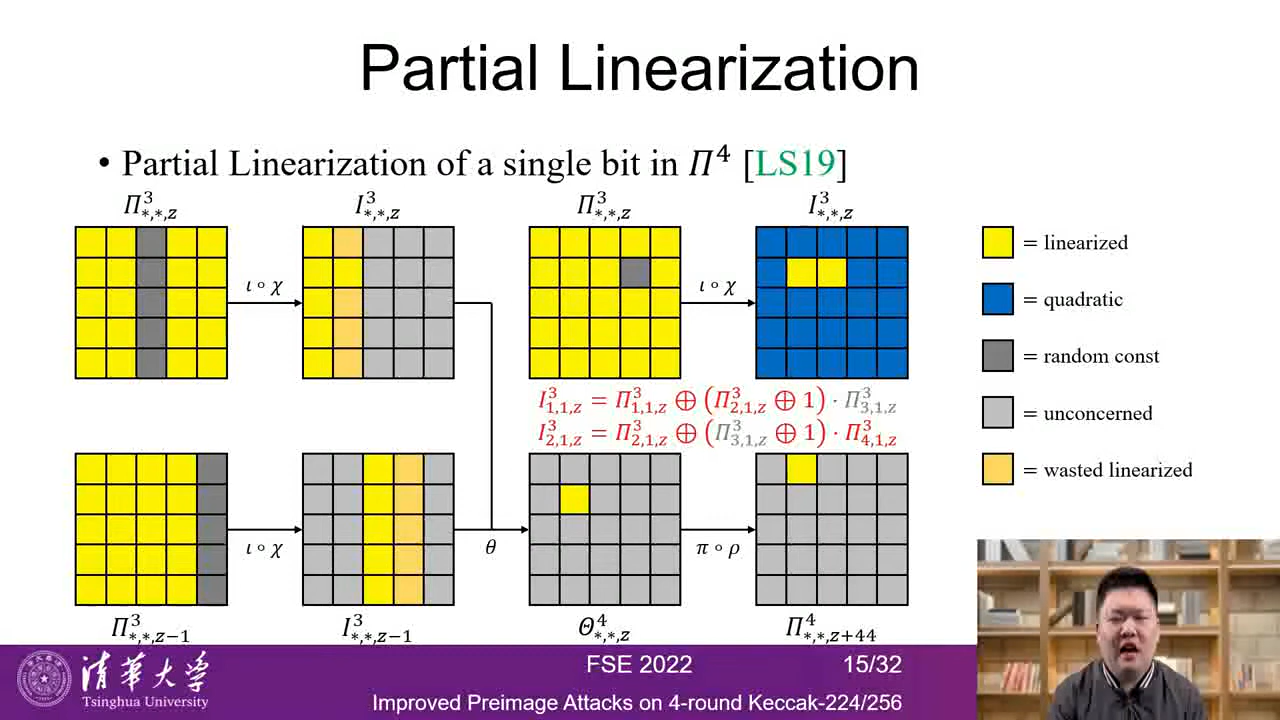 Partial Linearization
• Partial Linearization of a single bit in Π⁴ [LS19]
Π³∗,∗,z
I³∗,∗,z
Π³∗,∗,z
I³∗,∗,z
ι ∘ χ
ι ∘ χ
= linearized
= quadratic
= random const
= unconcerned
= wasted linearized
I³1,1,z = Π³1,1,z ⊕ (Π³2,1,z ⊕ 1) · Π³3,1,z
I³2,1,z = Π³2,1,z ⊕ (Π³3,1,z ⊕ 1) · Π³4,1,z
ι ∘ χ
θ
π ∘ ρ
Π³∗,∗,z−1
I³∗,∗,z−1
Θ⁴∗,∗,z
Π⁴∗,∗,z+44
清华大学
Tsinghua University
FSE 2022
15/32
Improved Preimage Attacks on 4-round Keccak-224/256